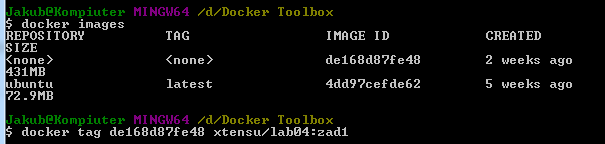 Jakub@Kompiuter MINGW64 /d/Docker Toolbox
$ docker images
REPOSITORY TAG IMAGE ID CREATED
SIZE
<none> <none> de168d87fe48 2 weeks ago
431MB
ubuntu latest 4dd97cefde62 5 weeks ago
72.9MB
Jakub@Kompiuter MINGW64 /d/Docker Toolbox
$ docker tag de168d87fe48 xtensu/lab04:zad1